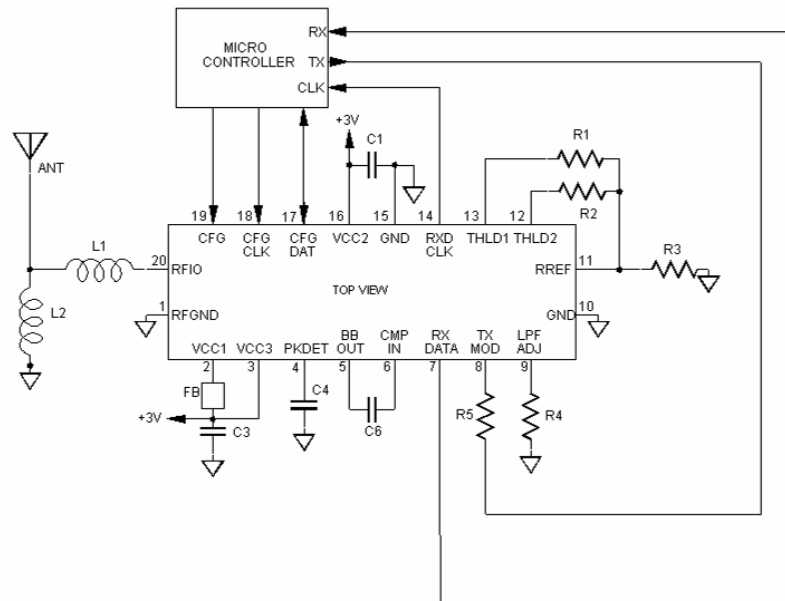 MICRO
CONTROLLER
RX
TX
CLK
ANT
L1
L2
+3V
C1
R1
R2
R3
19 18 17 16 15 14 13 12
CFG
CFG
CLK
CFG
DAT
VCC2
GND
RXD
CLK
THLD1
THLD2
20
RFIO
11
RREF
TOP VIEW
1
RFGND
10
GND
VCC1
VCC3
PKDET
BB
OUT
CMP
IN
RX
DATA
TX
MOD
LPF
ADJ
2 3 4 5 6 7 8 9
FB
+3V
C3
C4
C6
R5
R4